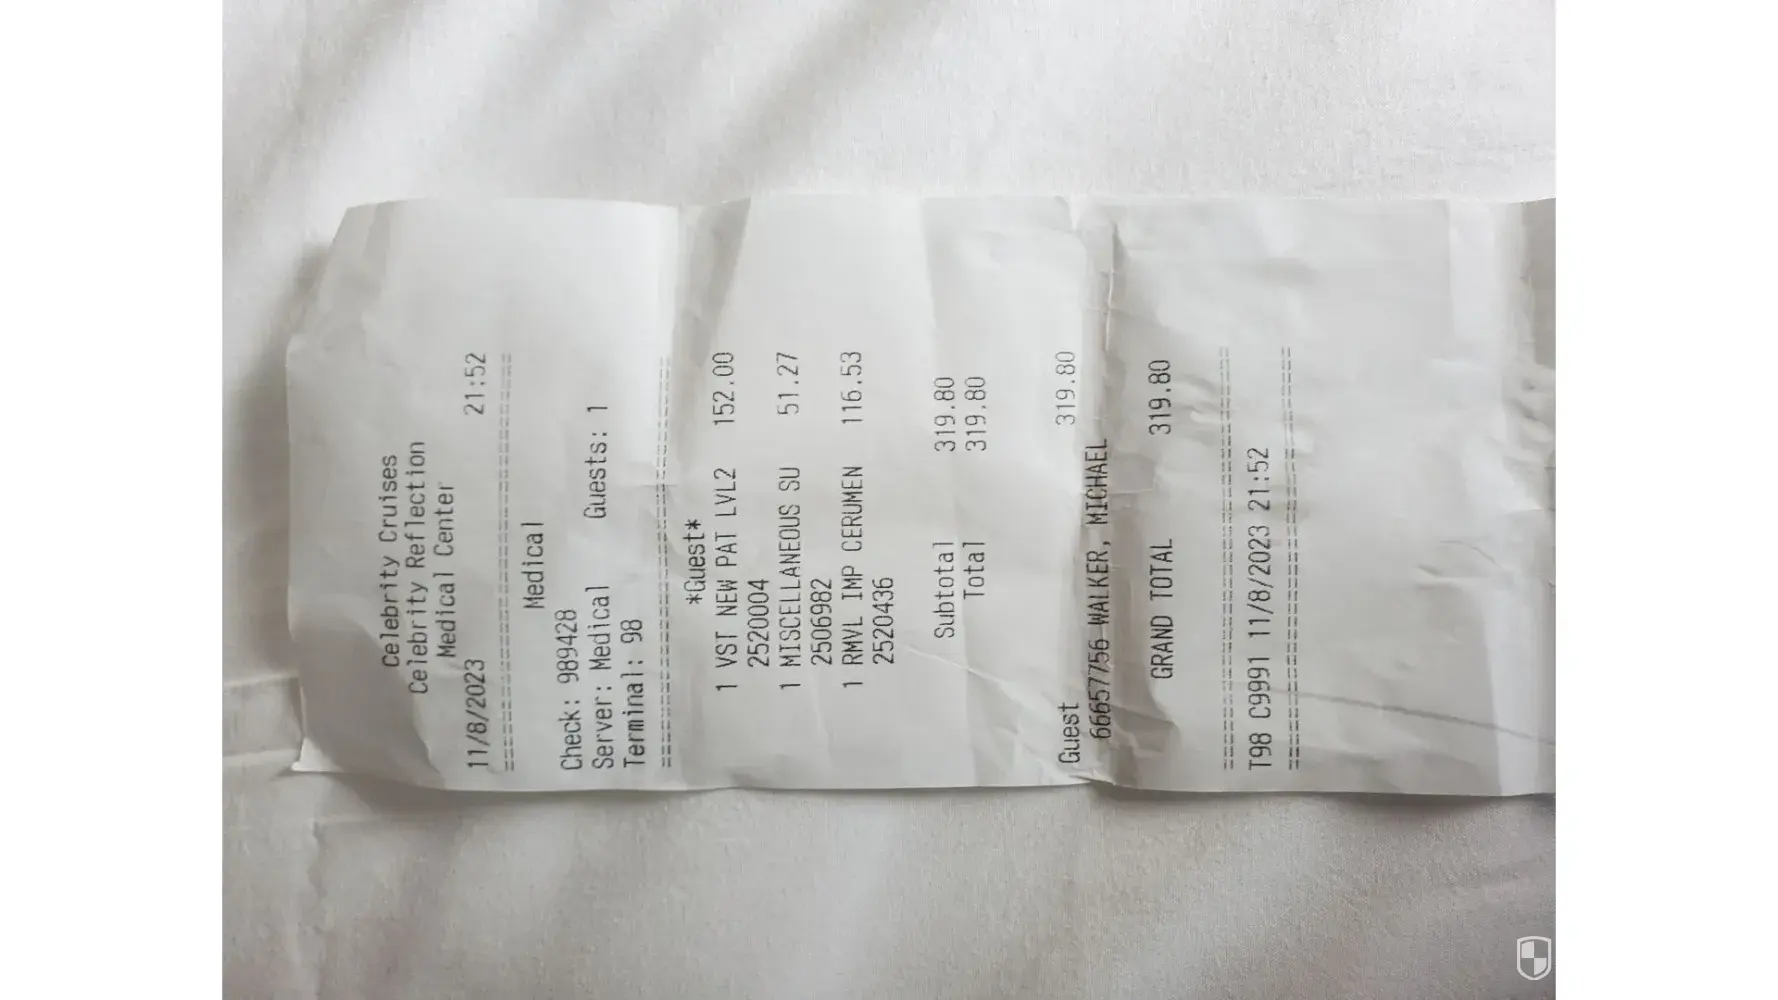 Celebrity Cruises
Celebrity Reflection
Medical Center
11/8/2023 21:52
================================
Medical
Check: 989428
Server: Medical Guests: 1
Terminal: 98
================================
*Guest*
1 VST NEW PAT LVL2 152.00
2520004
1 MISCELLANEOUS SU 51.27
2506982
1 RMVL IMP CERUMEN 116.53
2520436
Subtotal 319.80
Total 319.80
Guest 319.80
66657756 WALKER, MICHAEL
GRAND TOTAL 319.80
================================
T98 C9991 11/8/2023 21:52
================================